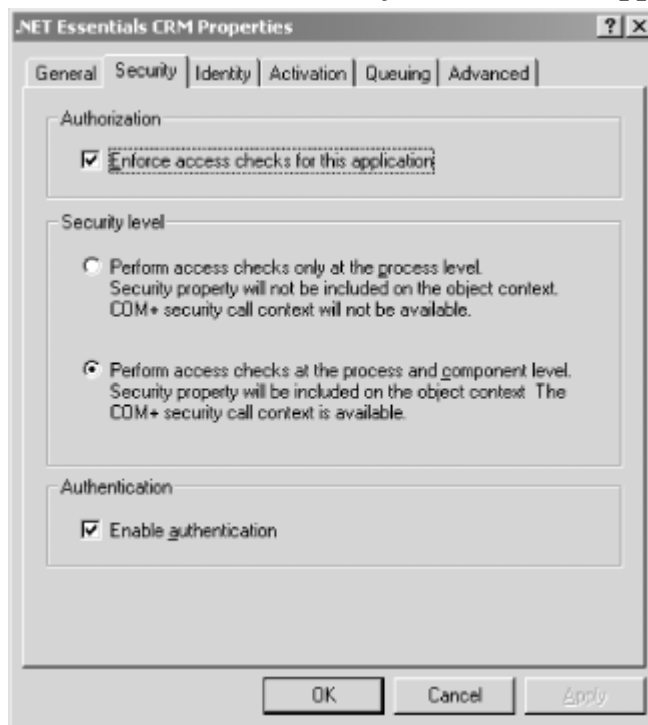 .NET Essentials CRM Properties
General Security Identity Activation Queuing Advanced
Authorization
Enforce access checks for this application
Security level
Perform access checks only at the process level.
Security property will not be included on the object context.
COM+ security call context will not be available.
Perform access checks at the process and component level.
Security property will be included on the object context The
COM+ security call context is available.
Authentication
Enable authentication
OK Cancel Apply